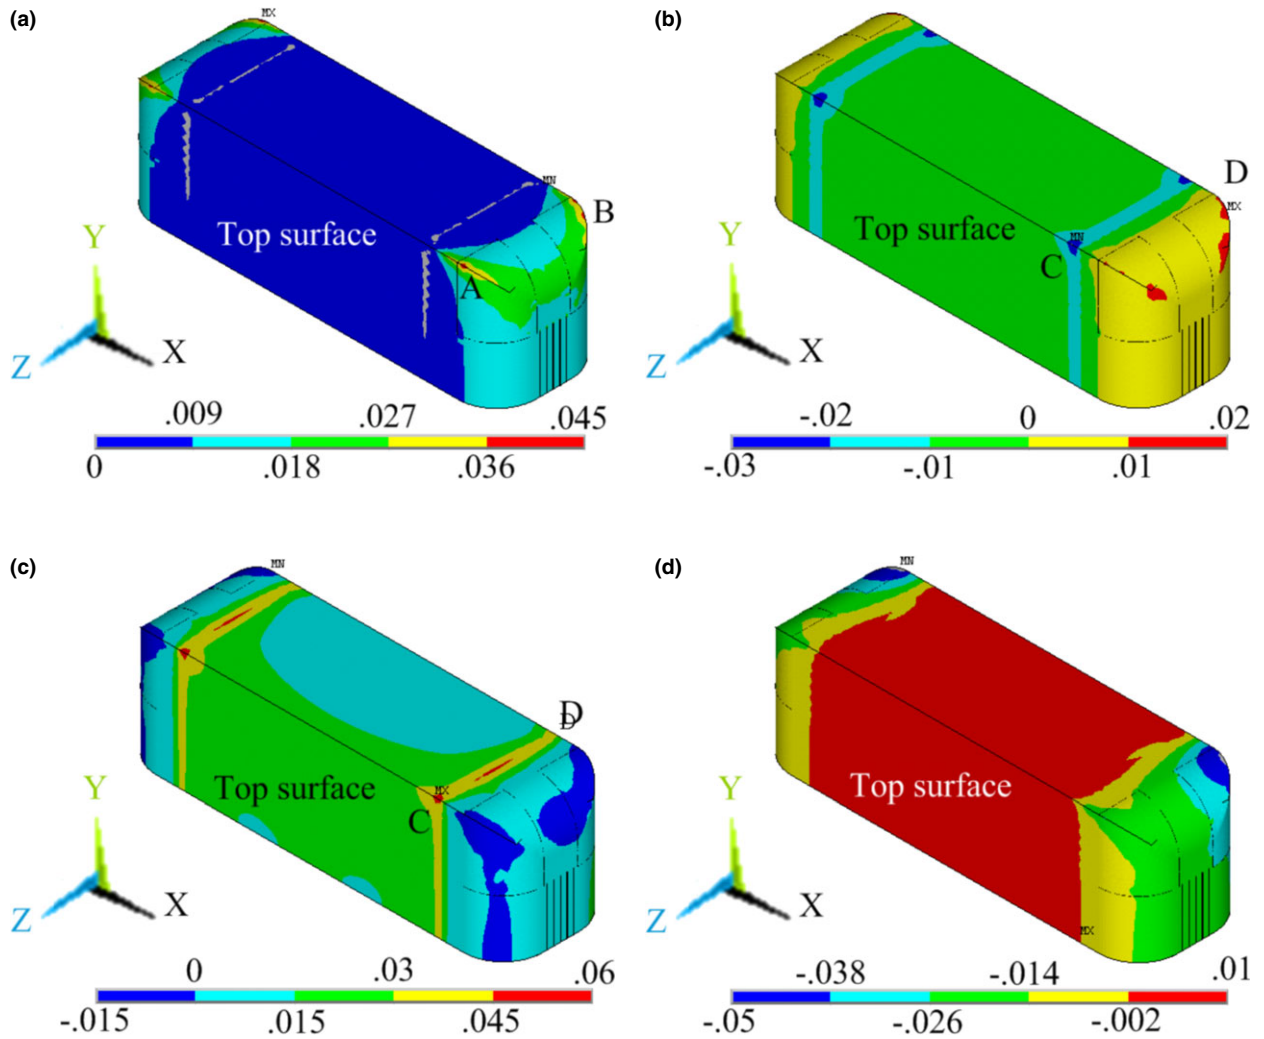 (a)
MX
MN
B
Top surface
A
Y
Z
X
.009 .027 .045
0 .018 .036
(b)
D
MX
Top surface
MN
C
Y
Z
X
-.02 0 .02
-.03 -.01 .01
(c)
MN
D
Top surface
MX
C
Y
Z
X
0 .03 .06
-.015 .015 .045
(d)
MN
Top surface
MX
Y
Z
X
-.038 -.014 .01
-.05 -.026 -.002